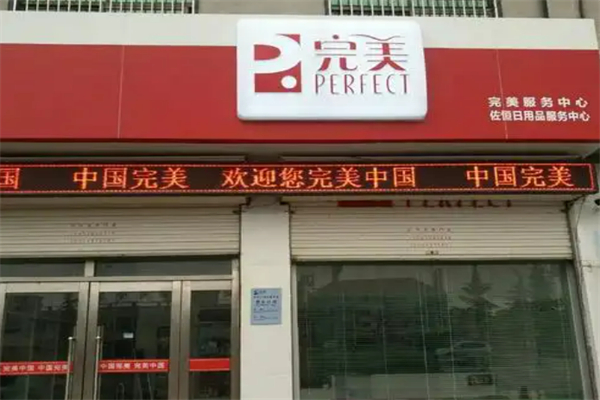 完美
PERFECT
完美服务中心
佐恒日用品服务中心
国 中国完美 欢迎您完美中国 中国完美
PERFECT
完美中国 中国完美
中国完美 完美中国